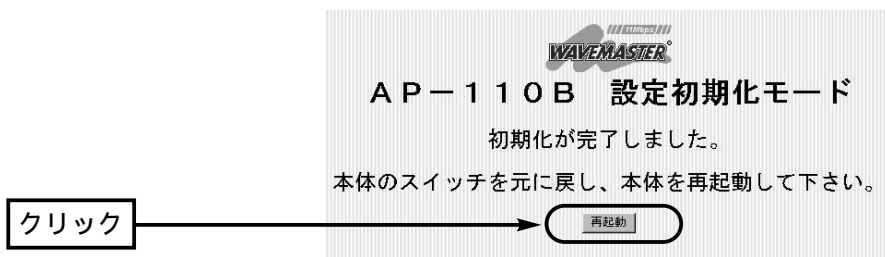 11Mbps
WAVEMASTER
ＡＰ－１１０Ｂ　設定初期化モード
初期化が完了しました。
本体のスイッチを元に戻し、本体を再起動して下さい。
クリック
再起動